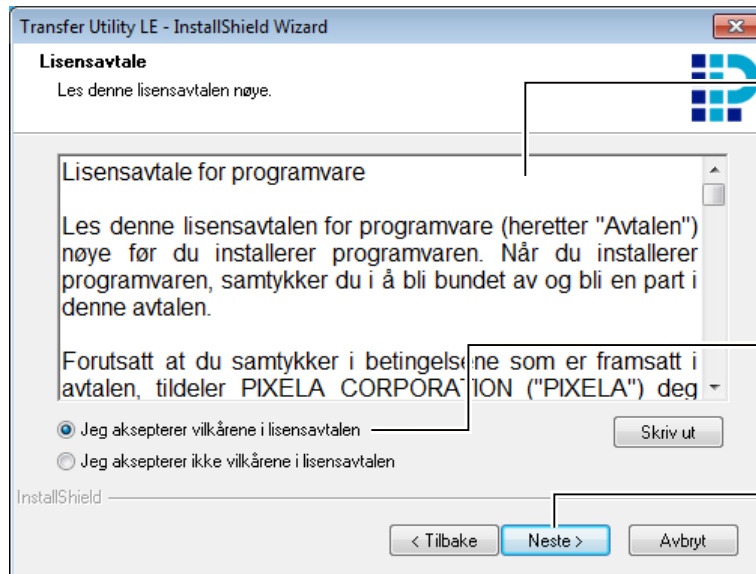 Transfer Utility LE - InstallShield Wizard
Lisensavtale
Les denne lisensavtalen nøye.
Lisensavtale for programvare
Les denne lisensavtalen for programvare (heretter "Avtalen")
nøye før du installerer programvaren. Når du installerer
programvaren, samtykker du i å bli bundet av og bli en part i
denne avtalen.
Forutsatt at du samtykker i betingelsene som er framsatt i
avtalen, tildeler PIXELA CORPORATION ("PIXELA") deg
Jeg aksepterer vilkårene i lisensavtalen
Skriv ut
Jeg aksepterer ikke vilkårene i lisensavtalen
InstallShield
< Tilbake
Neste >
Avbryt